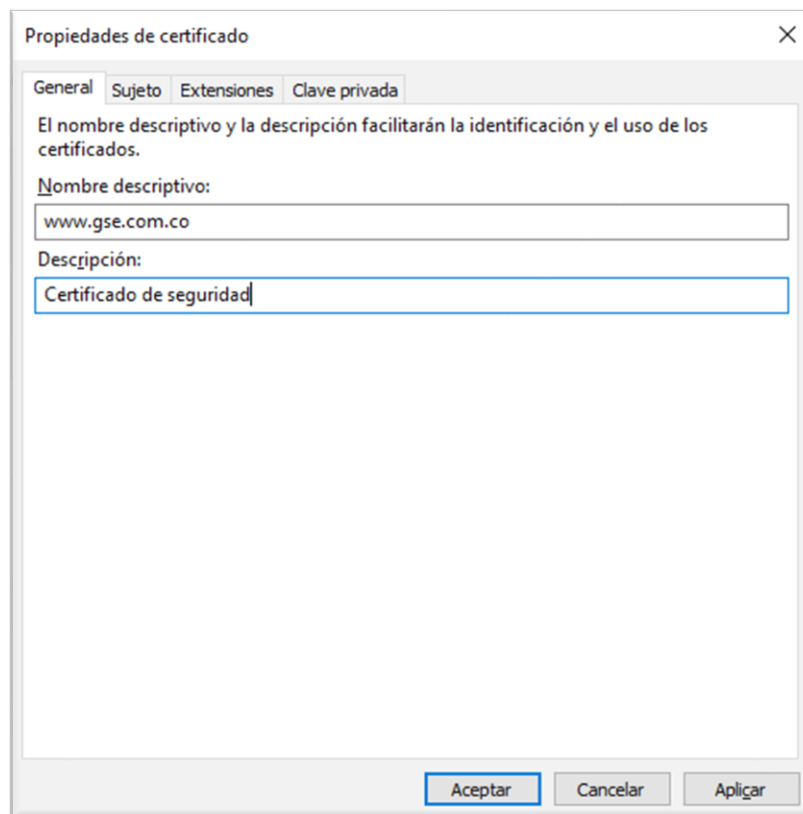 Propiedades de certificado
General Sujeto Extensiones Clave privada
El nombre descriptivo y la descripción facilitarán la identificación y el uso de los
certificados.
Nombre descriptivo:
www.gse.com.co
Descripción:
Certificado de seguridad
Aceptar Cancelar Aplicar